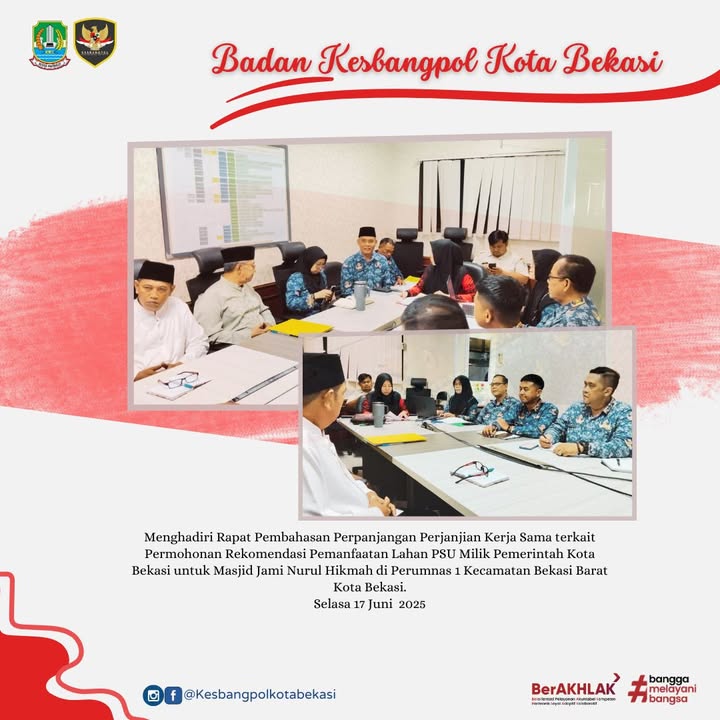 Badan Kesbangpol Kota Bekasi
Menghadiri Rapat Pembahasan Perpanjangan Perjanjian Kerja Sama terkait
Permohonan Rekomendasi Pemanfaatan Lahan PSU Milik Pemerintah Kota
Bekasi untuk Masjid Jami Nurul Hikmah di Perumnas 1 Kecamatan Bekasi Barat
Kota Bekasi.
Selasa 17 Juni 2025
@Kesbangpolkotabekasi
BerAKHLAK
#bangga
melayani
bangsa